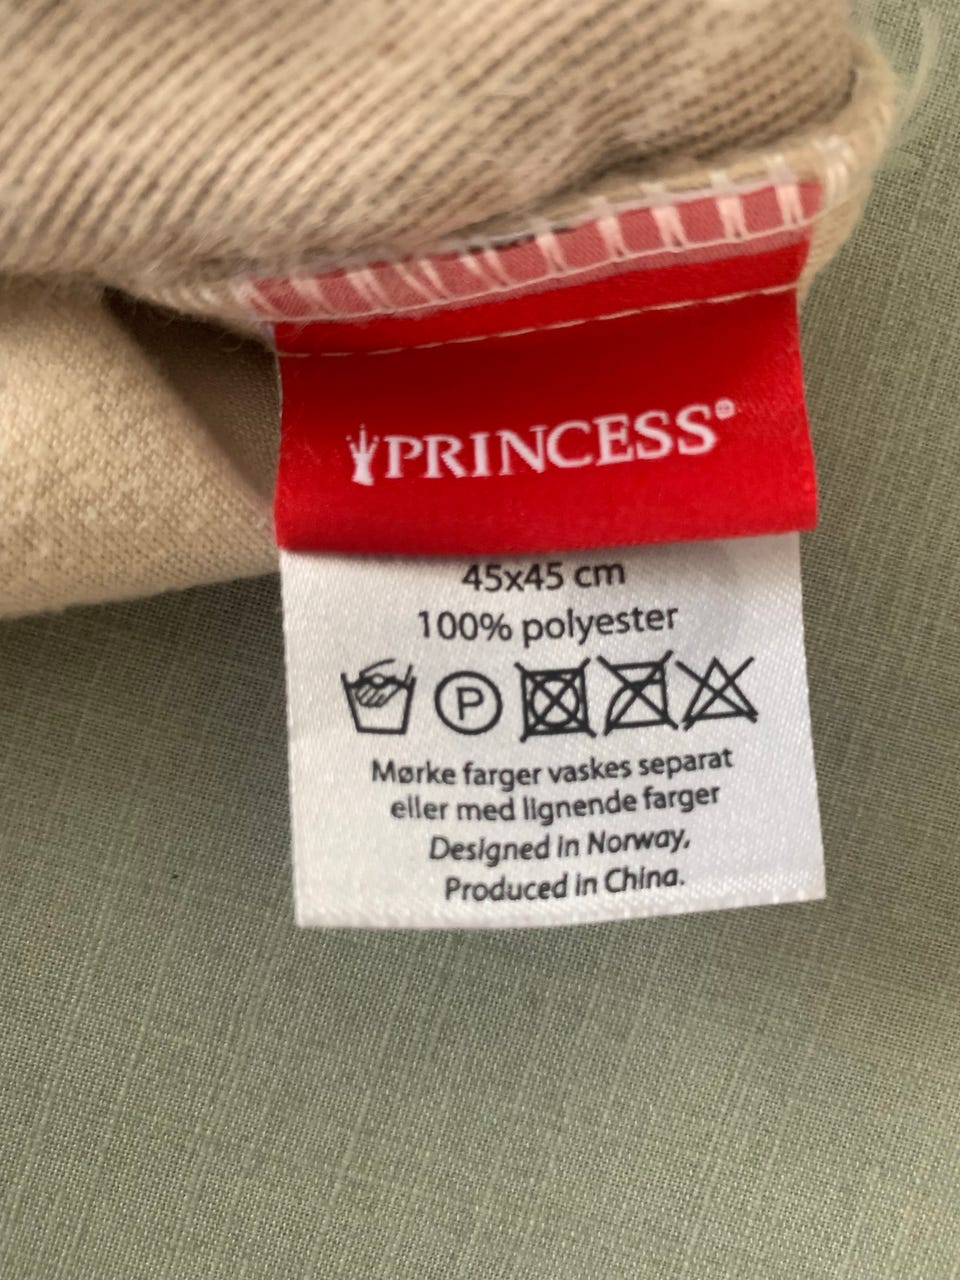 PRINCESS®
45x45 cm
100% polyester
P
Mørke farger vaskes separat
eller med lignende farger
Designed in Norway,
Produced in China.